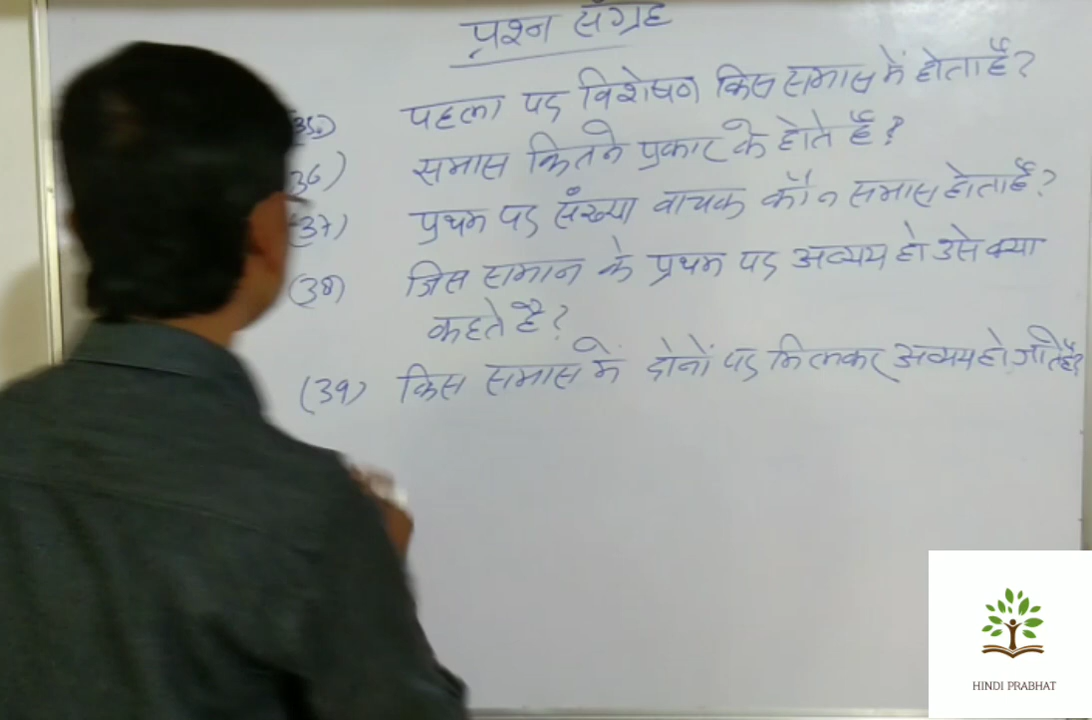 प्रश्न संग्रह
35) पहला पद विशेषण किस समास में होता है?
36) समास कितने प्रकार के होते हैं?
(37) प्रथम पद संख्या वाचक कौन समास होता है?
(38) जिस समास के प्रथम पद अव्यय हो उसे क्या
कहते है?
(39) किस समास में दोनों पद मिलकर अव्यय हो जाते है?
HINDI PRABHAT